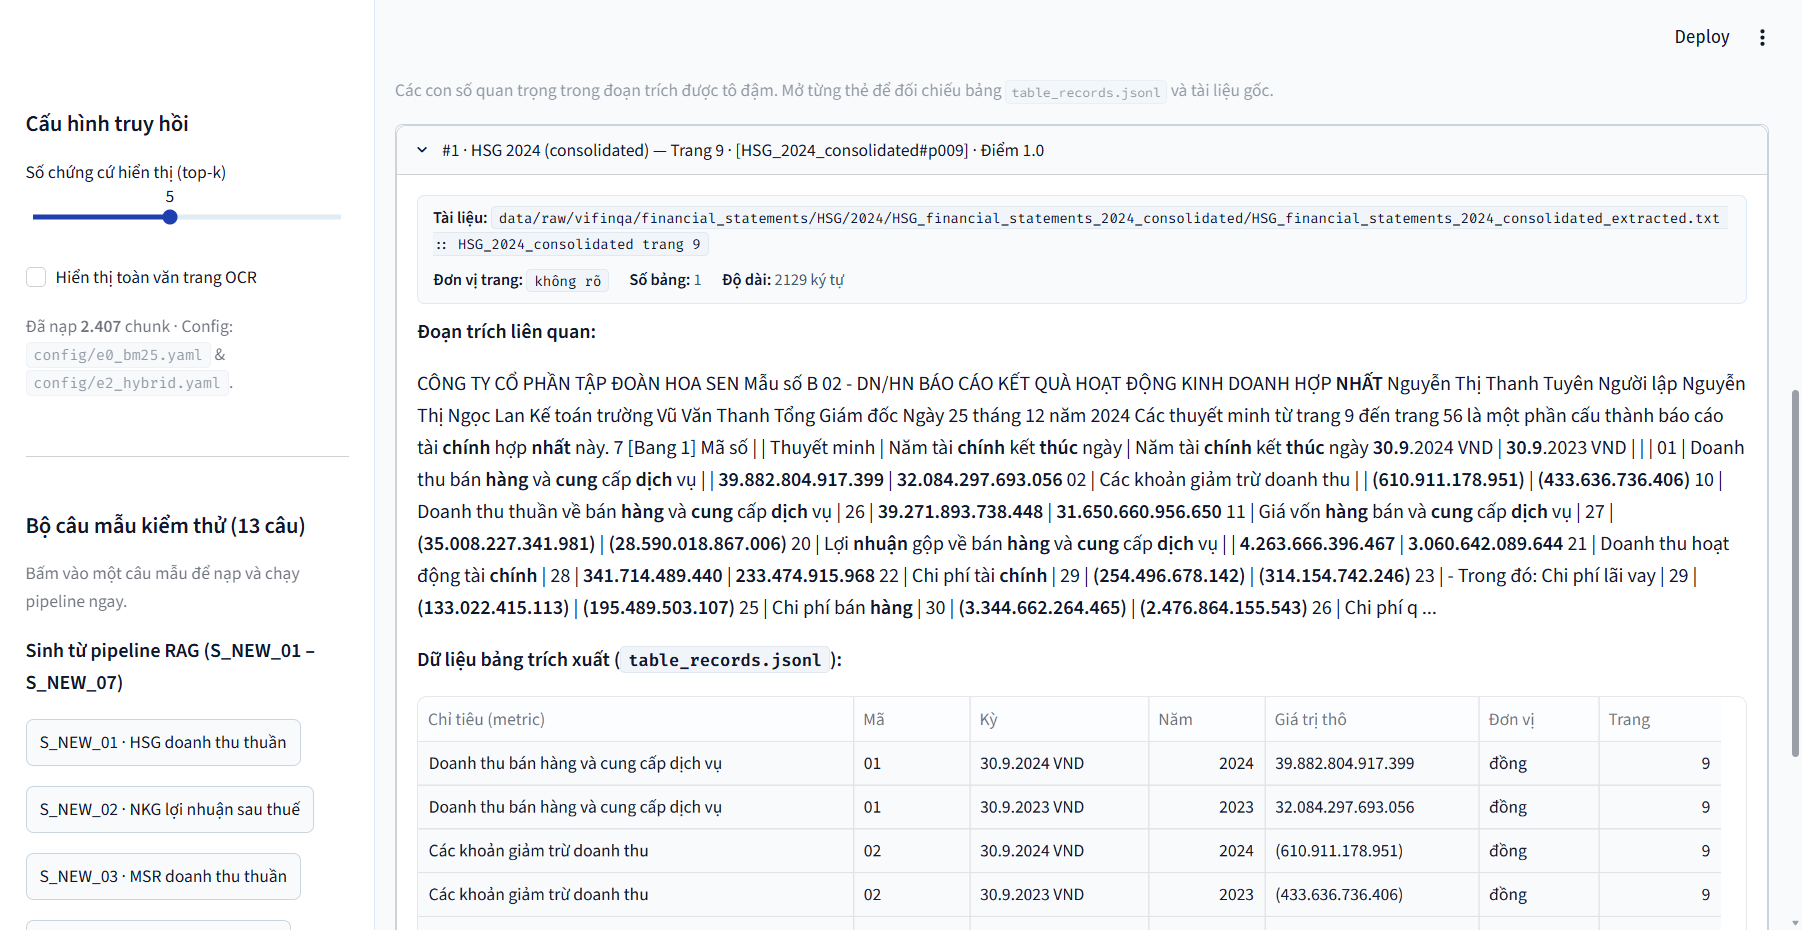 Deploy
Cấu hình truy hồi
Số chứng cứ hiển thị (top-k)
5
Hiển thị toàn văn trang OCR
Đã nạp 2.407 chunk · Config:
config/e0_bm25.yaml &
config/e2_hybrid.yaml .
Bộ câu mẫu kiểm thử (13 câu)
Bấm vào một câu mẫu để nạp và chạy
pipeline ngay.
Sinh từ pipeline RAG (S_NEW_01 –
S_NEW_07)
S_NEW_01 · HSG doanh thu thuần
S_NEW_02 · NKG lợi nhuận sau thuế
S_NEW_03 · MSR doanh thu thuần
Các con số quan trọng trong đoạn trích được tô đậm. Mở từng thẻ để đối chiếu bảng table_records.jsonl và tài liệu gốc.
#1 · HSG 2024 (consolidated) — Trang 9 · [HSG_2024_consolidated#p009] · Điểm 1.0
Tài liệu: data/raw/vifinqa/financial_statements/HSG/2024/HSG_financial_statements_2024_consolidated/HSG_financial_statements_2024_consolidated_extracted.txt
:: HSG_2024_consolidated trang 9
Đơn vị trang: không rõ Số bảng: 1 Độ dài: 2129 ký tự
Đoạn trích liên quan:
CÔNG TY CỔ PHẦN TẬP ĐOÀN HOA SEN Mẫu số B 02 - DN/HN BÁO CÁO KẾT QUẢ HOẠT ĐỘNG KINH DOANH HỢP NHẤT Nguyễn Thị Thanh Tuyên Người lập Nguyễn
Thị Ngọc Lan Kế toán trường Vũ Văn Thanh Tổng Giám đốc Ngày 25 tháng 12 năm 2024 Các thuyết minh từ trang 9 đến trang 56 là một phần cấu thành báo cáo
tài chính hợp nhất này. 7 [Bang 1] Mã số | | Thuyết minh | Năm tài chính kết thúc ngày | Năm tài chính kết thúc ngày 30.9.2024 VND | 30.9.2023 VND | | | 01 | Doanh
thu bán hàng và cung cấp dịch vụ | | 39.882.804.917.399 | 32.084.297.693.056 02 | Các khoản giảm trừ doanh thu | | (610.911.178.951) | (433.636.736.406) 10 |
Doanh thu thuần về bán hàng và cung cấp dịch vụ | 26 | 39.271.893.738.448 | 31.650.660.956.650 11 | Giá vốn hàng bán và cung cấp dịch vụ | 27 |
(35.008.227.341.981) | (28.590.018.867.006) 20 | Lợi nhuận gộp về bán hàng và cung cấp dịch vụ | | 4.263.666.396.467 | 3.060.642.089.644 21 | Doanh thu hoạt
động tài chính | 28 | 341.714.489.440 | 233.474.915.968 22 | Chi phí tài chính | 29 | (254.496.678.142) | (314.154.742.246) 23 | - Trong đó: Chi phí lãi vay | 29 |
(133.022.415.113) | (195.489.503.107) 25 | Chi phí bán hàng | 30 | (3.344.662.264.465) | (2.476.864.155.543) 26 | Chi phí q ...
Dữ liệu bảng trích xuất ( table_records.jsonl ):
Chỉ tiêu (metric) Mã Kỳ Năm Giá trị thô Đơn vị Trang
Doanh thu bán hàng và cung cấp dịch vụ 01 30.9.2024 VND 2024 39.882.804.917.399 đồng 9
Doanh thu bán hàng và cung cấp dịch vụ 01 30.9.2023 VND 2023 32.084.297.693.056 đồng 9
Các khoản giảm trừ doanh thu 02 30.9.2024 VND 2024 (610.911.178.951) đồng 9
Các khoản giảm trừ doanh thu 02 30.9.2023 VND 2023 (433.636.736.406) đồng 9